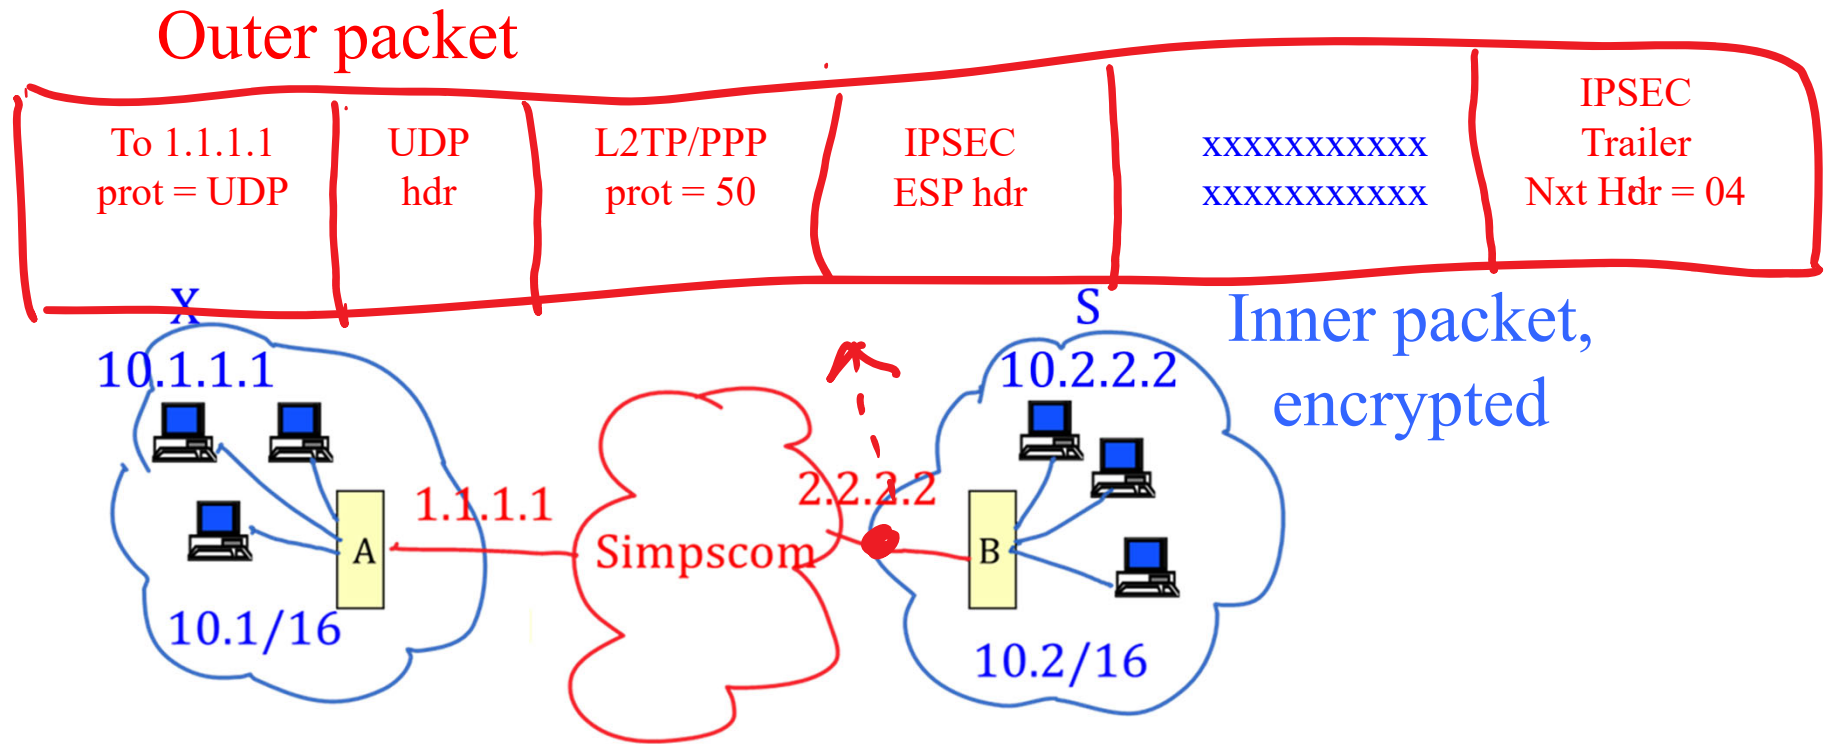 Outer packet
To 1.1.1.1
prot = UDP
UDP
hdr
L2TP/PPP
prot = 50
IPSEC
ESP hdr
xxxxxxxxxxx
xxxxxxxxxxx
IPSEC
Trailer
Nxt Hdr = 04
X
10.1.1.1
S
10.2.2.2
Inner packet,
encrypted
1.1.1.1
2.2.2.2
A
Simpscom
B
10.1/16
10.2/16